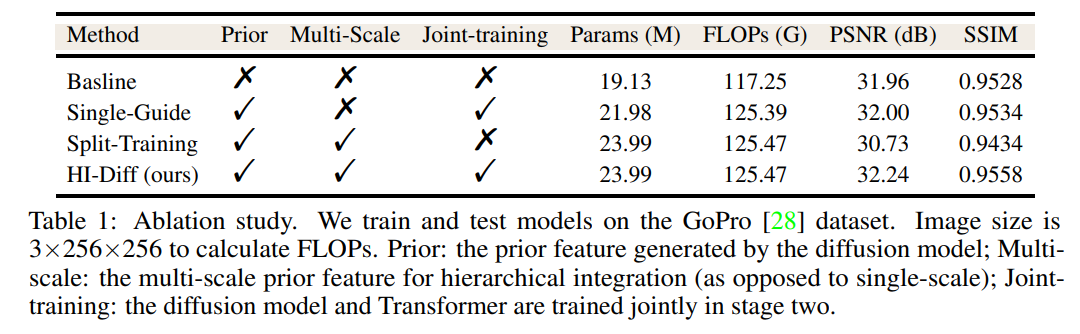 Method Prior Multi-Scale Joint-training Params (M) FLOPs (G) PSNR (dB) SSIM
Basline ✗ ✗ ✗ 19.13 117.25 31.96 0.9528
Single-Guide ✓ ✗ ✓ 21.98 125.39 32.00 0.9534
Split-Training ✓ ✓ ✗ 23.99 125.47 30.73 0.9434
HI-Diff (ours) ✓ ✓ ✓ 23.99 125.47 32.24 0.9558
Table 1: Ablation study. We train and test models on the GoPro [28] dataset. Image size is
3×256×256 to calculate FLOPs. Prior: the prior feature generated by the diffusion model; Multi-
scale: the multi-scale prior feature for hierarchical integration (as opposed to single-scale); Joint-
training: the diffusion model and Transformer are trained jointly in stage two.